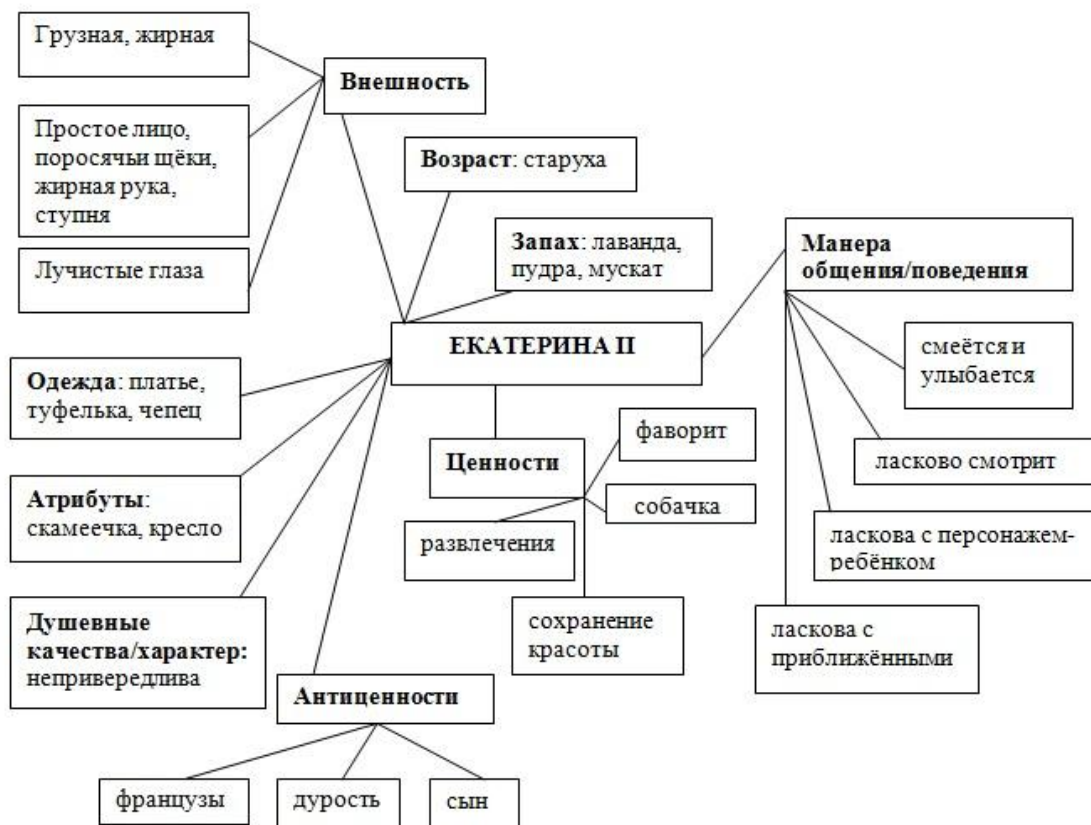 Грузная, жирная
Внешность
Простое лицо,
поросячьи щёки,
жирная рука,
ступня
Лучистые глаза
Возраст: старуха
Запах: лаванда,
пудра, мускат
Манера
общения/поведения
ЕКАТЕРИНА II
смеётся и
улыбается
ласково смотрит
ласкова с персонажем-
ребёнком
ласкова с
приближёнными
Одежда: платье,
туфелька, чепец
Ценности
фаворит
собачка
развлечения
сохранение
красоты
Атрибуты:
скамеечка, кресло
Душевные
качества/характер:
непривередлива
Антиценности
французы
дурость
сын